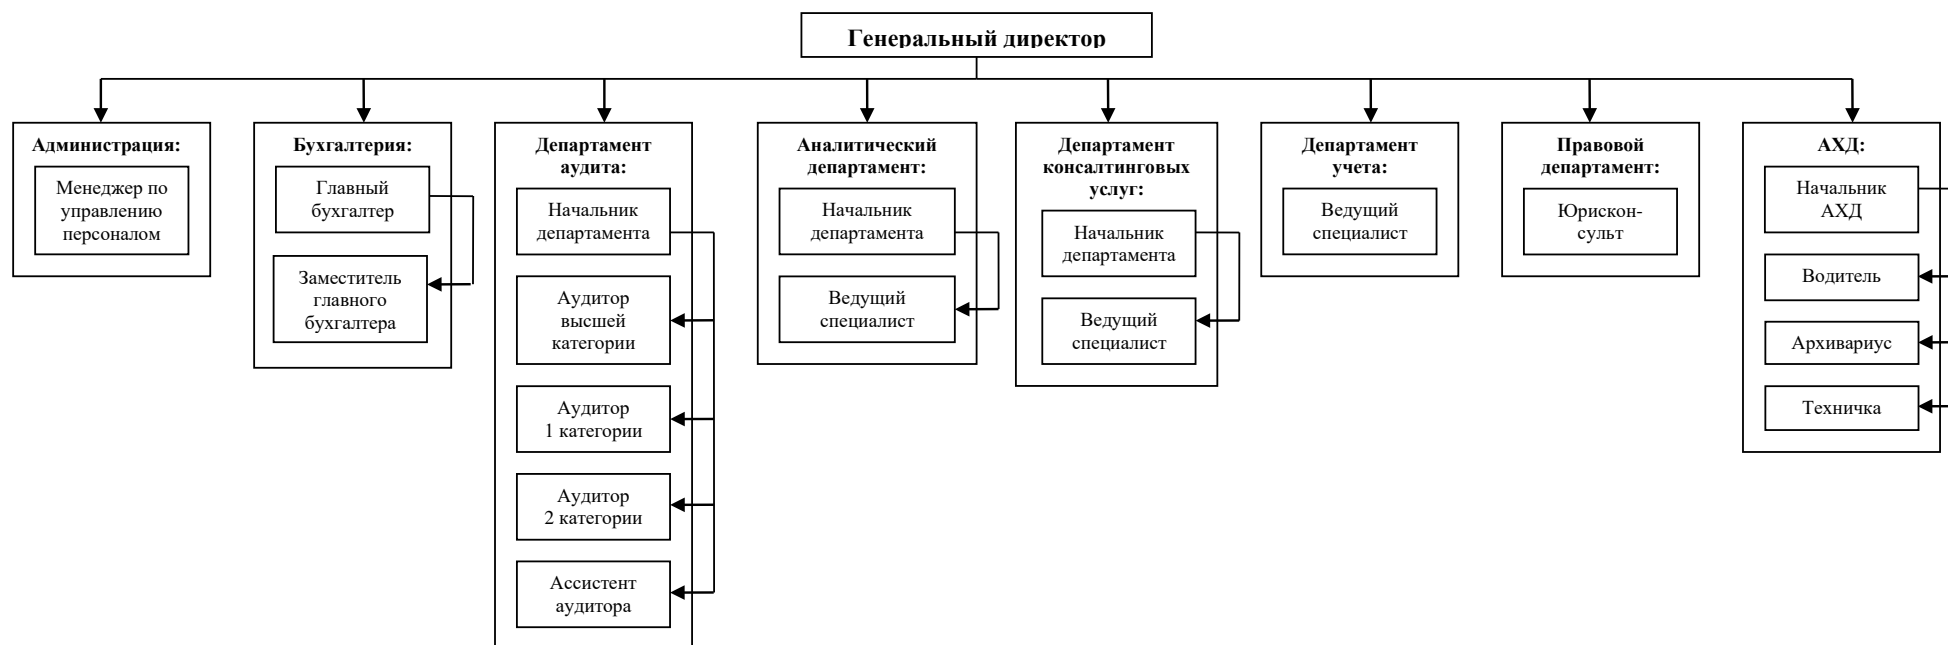 Генеральный директор
Администрация:
Менеджер по
управлению
персоналом
Бухгалтерия:
Главный
бухгалтер
Заместитель
главного
бухгалтера
Департамент
аудита:
Начальник
департамента
Аудитор
высшей
категории
Аудитор
1 категории
Аудитор
2 категории
Ассистент
аудитора
Аналитический
департамент:
Начальник
департамента
Ведущий
специалист
Департамент
консалтинговых
услуг:
Начальник
департамента
Ведущий
специалист
Департамент
учета:
Ведущий
специалист
Правовой
департамент:
Юрискон-
сульт
АХД:
Начальник
АХД
Водитель
Архивариус
Техничка